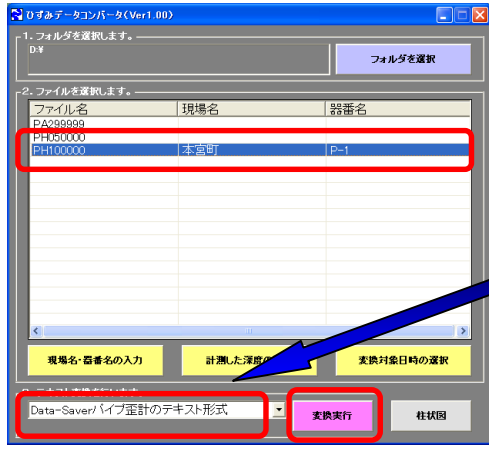 ひずみデータコンバータ(Ver1.00)
1.フォルダを選択します。
D:¥
フォルダを選択
2.ファイルを選択します。
ファイル名 現場名 器番名
PA299999
PH050000
PH100000 本宮町 P-1
現場名・器番名の入力 計測した深度の 変換対象日時の選択
Data-Saverパイプ歪計のテキスト形式 変換実行 柱状図